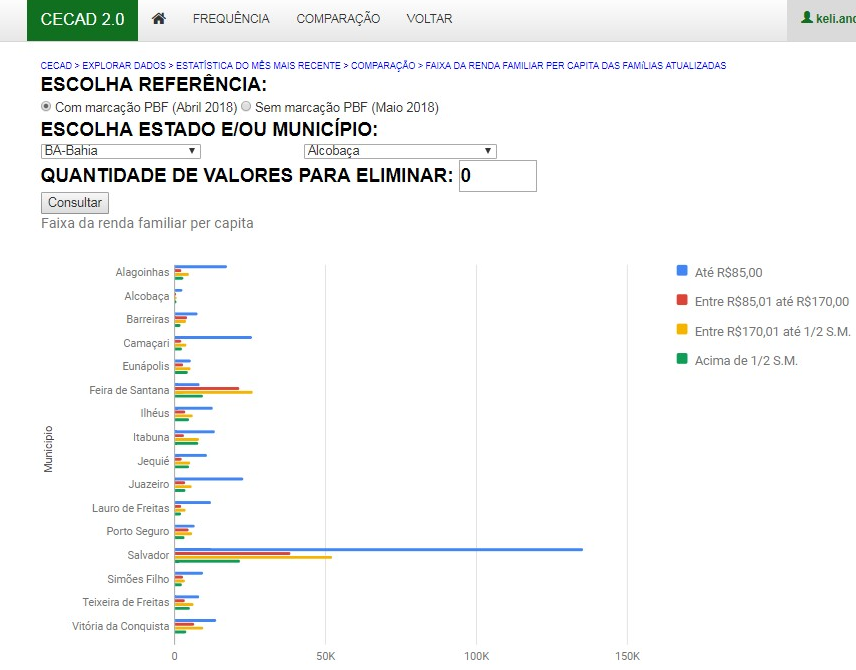 CECAD 2.0 FREQUÊNCIA COMPARAÇÃO VOLTAR keli.and
CECAD > EXPLORAR DADOS > ESTATÍSTICA DO MÊS MAIS RECENTE > COMPARAÇÃO > FAIXA DA RENDA FAMILIAR PER CAPITA DAS FAMíLIAS ATUALIZADAS
ESCOLHA REFERÊNCIA:
Com marcação PBF (Abril 2018) Sem marcação PBF (Maio 2018)
ESCOLHA ESTADO E/OU MUNICÍPIO:
BA-Bahia Alcobaça
QUANTIDADE DE VALORES PARA ELIMINAR: 0
Consultar
Faixa da renda familiar per capita
Até R$85,00
Entre R$85,01 até R$170,00
Entre R$170,01 até 1/2 S.M.
Acima de 1/2 S.M.
Município
Alagoinhas
Alcobaça
Barreiras
Camaçari
Eunápolis
Feira de Santana
Ilhéus
Itabuna
Jequié
Juazeiro
Lauro de Freitas
Porto Seguro
Salvador
Simões Filho
Teixeira de Freitas
Vitória da Conquista
0 50K 100K 150K